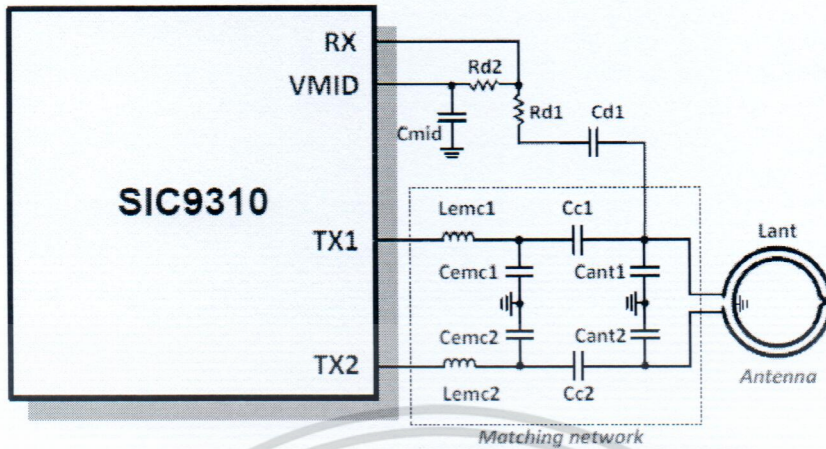 RX
Rd2
VMID
Rd1
Cd1
Cmid
SIC9310
Lemc1
Cc1
Lant
TX1
Cemc1
Cant1
Cemc2
Cant2
TX2
Lemc2
Cc2
Antenna
Matching network